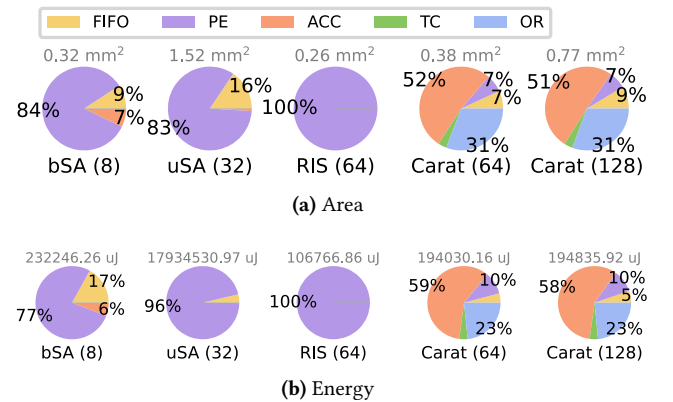 FIFO PE ACC TC OR
0.32 mm² 1.52 mm² 0.26 mm² 0.38 mm² 0.77 mm²
84% 9% 7% 83% 16% 100% 52% 7% 7% 31% 51% 7% 9% 31%
bSA (8) uSA (32) RIS (64) Carat (64) Carat (128)
(a) Area
232246.26 uJ 17934530.97 uJ 106766.86 uJ 194030.16 uJ 194835.92 uJ
77% 17% 6% 96% 100% 59% 10% 23% 58% 10% 5% 23%
bSA (8) uSA (32) RIS (64) Carat (64) Carat (128)
(b) Energy